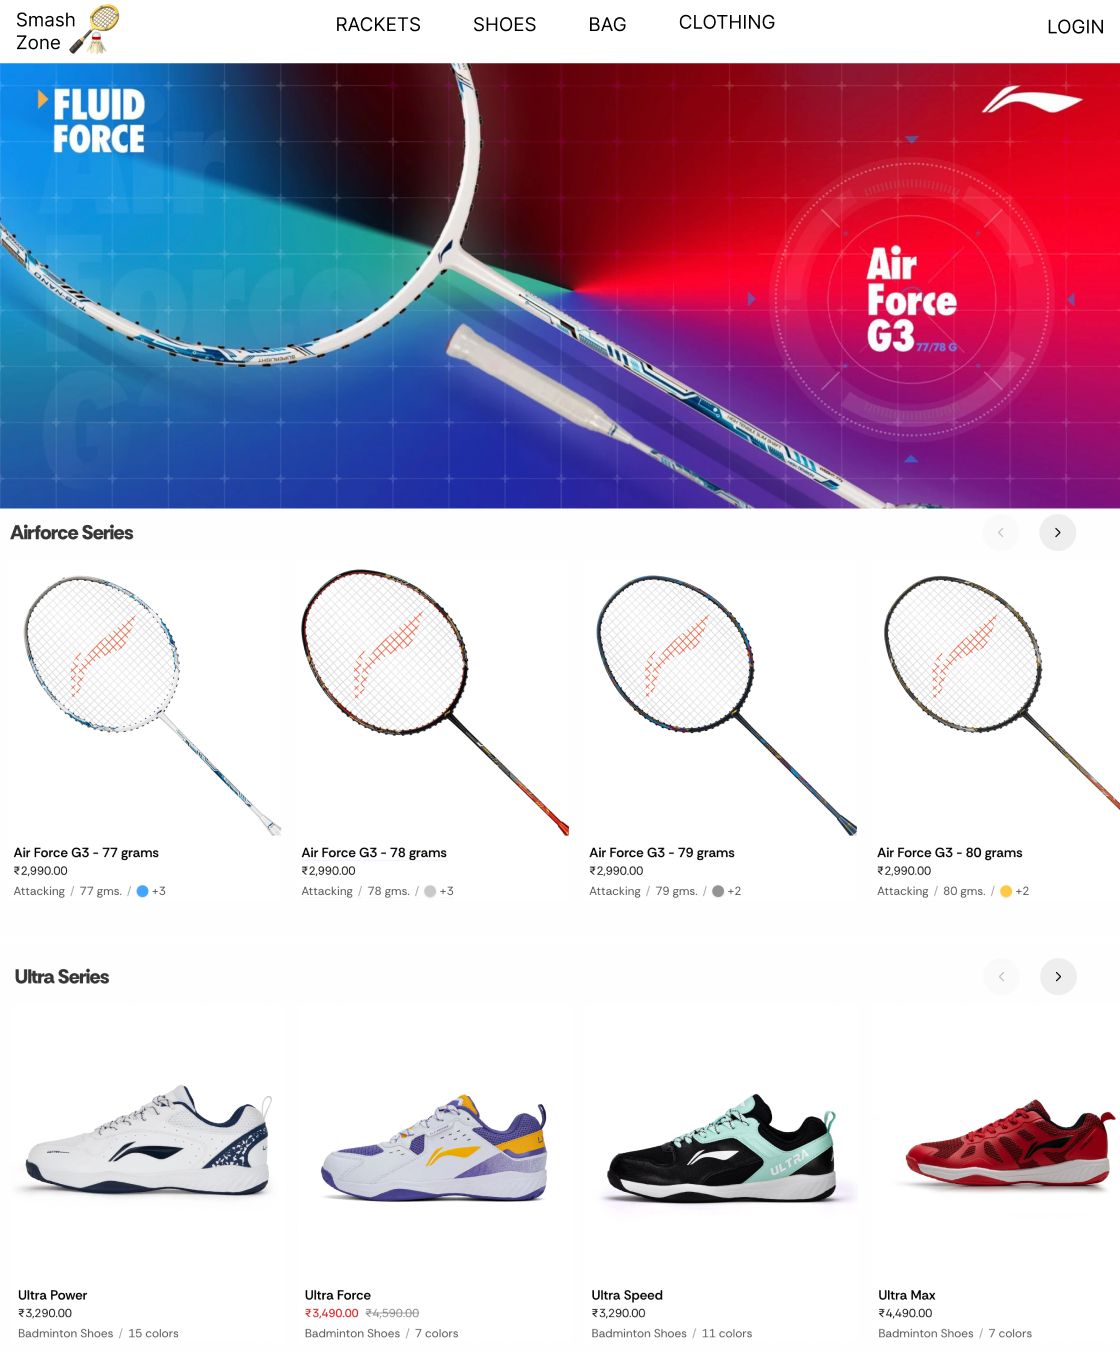 Smash
Zone
RACKETS
SHOES
BAG
CLOTHING
LOGIN
FLUID
FORCE
Air
Force
G3
77/78 G
Airforce Series
Air Force G3 - 77 grams
₹2,990.00
Attacking / 77 gms. / +3
Air Force G3 - 78 grams
₹2,990.00
Attacking / 78 gms. / +3
Air Force G3 - 79 grams
₹2,990.00
Attacking / 79 gms. / +2
Air Force G3 - 80 grams
₹2,990.00
Attacking / 80 gms. / +2
Ultra Series
ULTRA
Ultra Power
₹3,290.00
Badminton Shoes / 15 colors
Ultra Force
₹3,490.00 ₹4,590.00
Badminton Shoes / 7 colors
Ultra Speed
₹3,290.00
Badminton Shoes / 11 colors
Ultra Max
₹4,490.00
Badminton Shoes / 7 colors